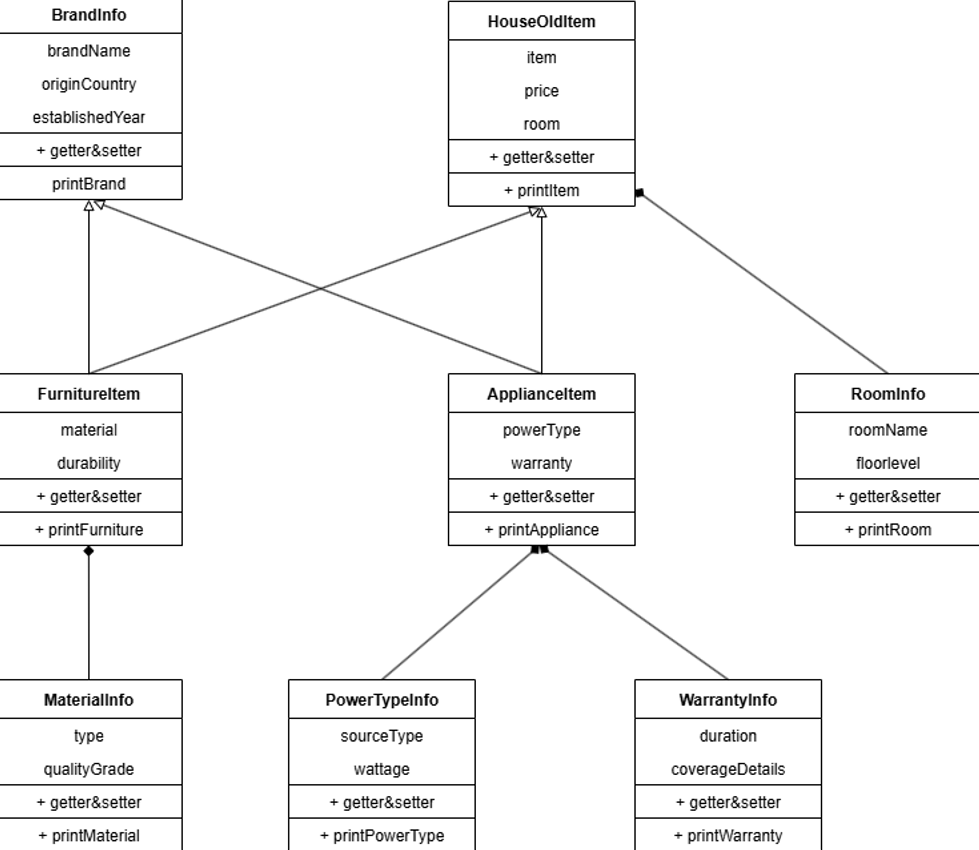 BrandInfo
brandName
originCountry
establishedYear
+ getter&setter
printBrand
HouseOldItem
item
price
room
+ getter&setter
+ printItem
FurnitureItem
material
durability
+ getter&setter
+ printFurniture
ApplianceItem
powerType
warranty
+ getter&setter
+ printAppliance
RoomInfo
roomName
floorlevel
+ getter&setter
+ printRoom
MaterialInfo
type
qualityGrade
+ getter&setter
+ printMaterial
PowerTypeInfo
sourceType
wattage
+ getter&setter
+ printPowerType
WarrantyInfo
duration
coverageDetails
+ getter&setter
+ printWarranty